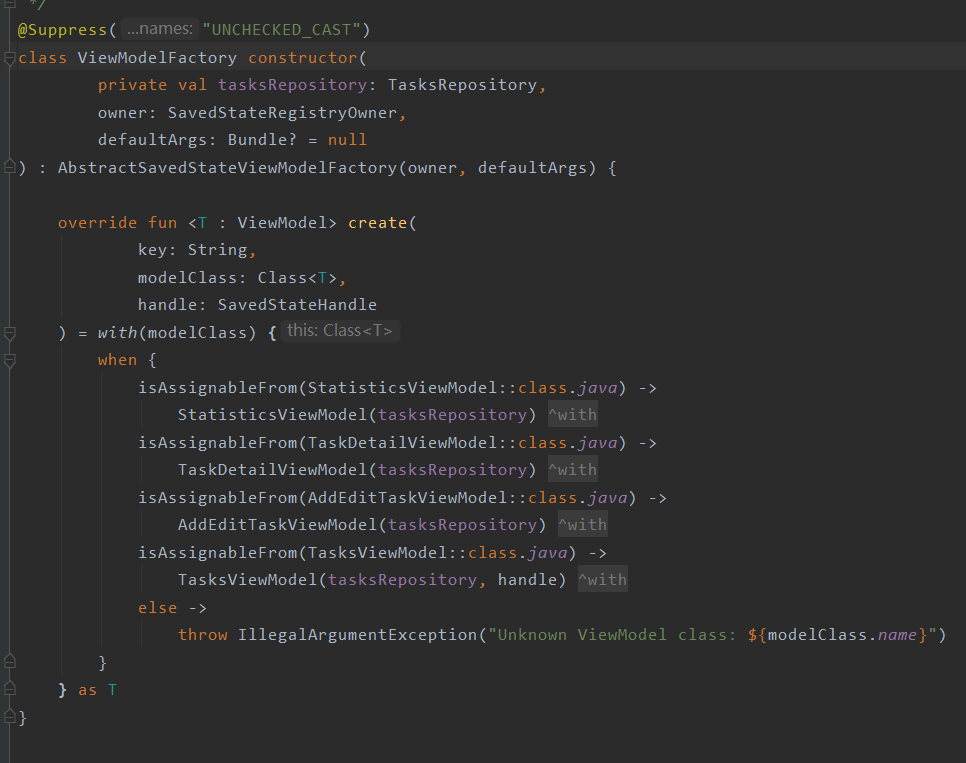 */
@Suppress( ...names: "UNCHECKED_CAST")
class ViewModelFactory constructor(
        private val tasksRepository: TasksRepository,
        owner: SavedStateRegistryOwner,
        defaultArgs: Bundle? = null
) : AbstractSavedStateViewModelFactory(owner, defaultArgs) {
    override fun <T : ViewModel> create(
            key: String,
            modelClass: Class<T>,
            handle: SavedStateHandle
    ) = with(modelClass) { this: Class<T>
        when {
            isAssignableFrom(StatisticsViewModel::class.java) ->
                StatisticsViewModel(tasksRepository) ^with
            isAssignableFrom(TaskDetailViewModel::class.java) ->
                TaskDetailViewModel(tasksRepository) ^with
            isAssignableFrom(AddEditTaskViewModel::class.java) ->
                AddEditTaskViewModel(tasksRepository) ^with
            isAssignableFrom(TasksViewModel::class.java) ->
                TasksViewModel(tasksRepository, handle) ^with
            else ->
                throw IllegalArgumentException("Unknown ViewModel class: ${modelClass.name}")
        }
    } as T
}